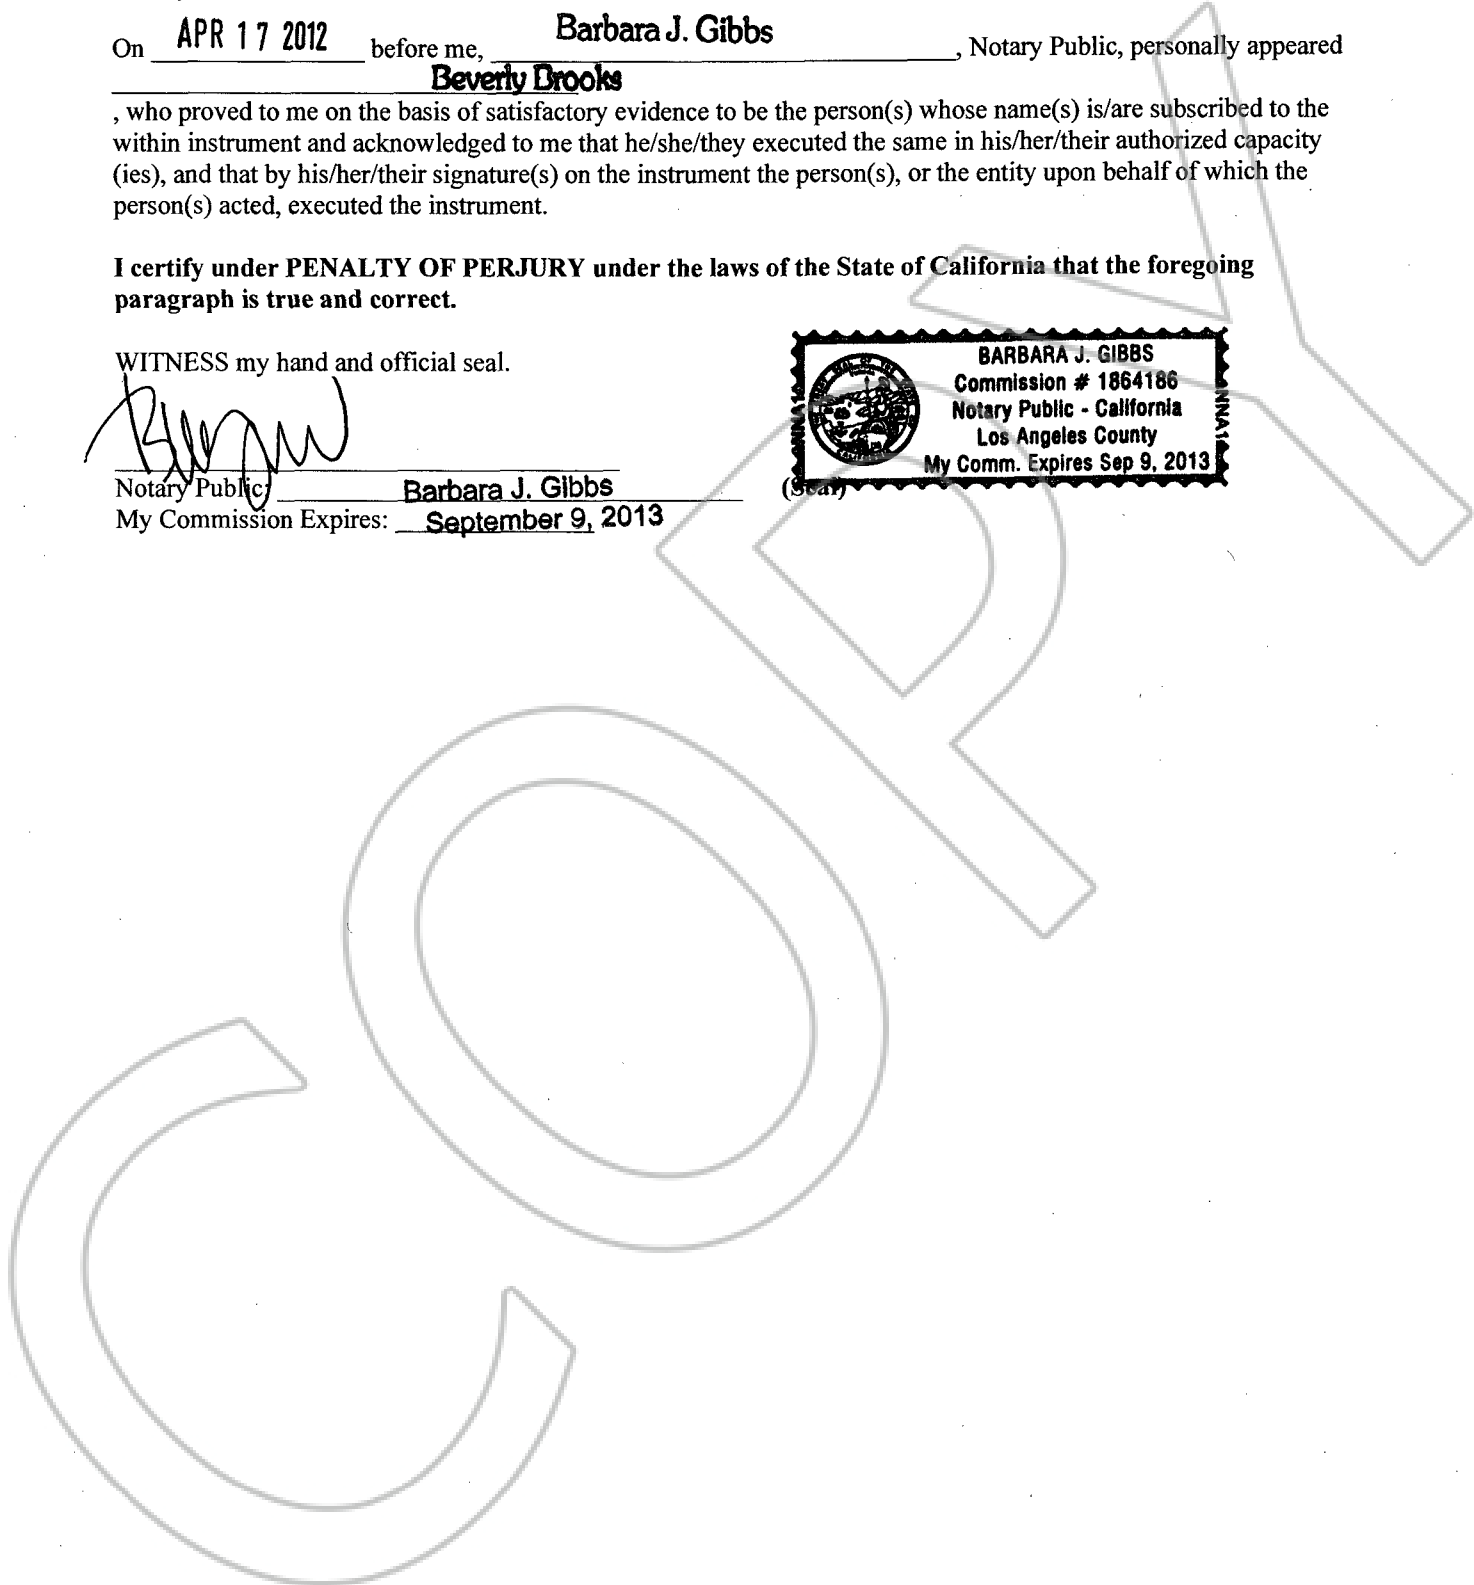 On APR 17 2012 before me, Barbara J. Gibbs, Notary Public, personally appeared
Beverly Brooks
, who proved to me on the basis of satisfactory evidence to be the person(s) whose name(s) is/are subscribed to the
within instrument and acknowledged to me that he/she/they executed the same in his/her/their authorized capacity
(ies), and that by his/her/their signature(s) on the instrument the person(s), or the entity upon behalf of which the
person(s) acted, executed the instrument.
I certify under PENALTY OF PERJURY under the laws of the State of California that the foregoing
paragraph is true and correct.
WITNESS my hand and official seal.
BARBARA J. GIBBS
Commission # 1864186
Notary Public - California
Los Angeles County
My Comm. Expires Sep 9, 2013
Notary Public: Barbara J. Gibbs
(Seal)
My Commission Expires: September 9, 2013
COPY